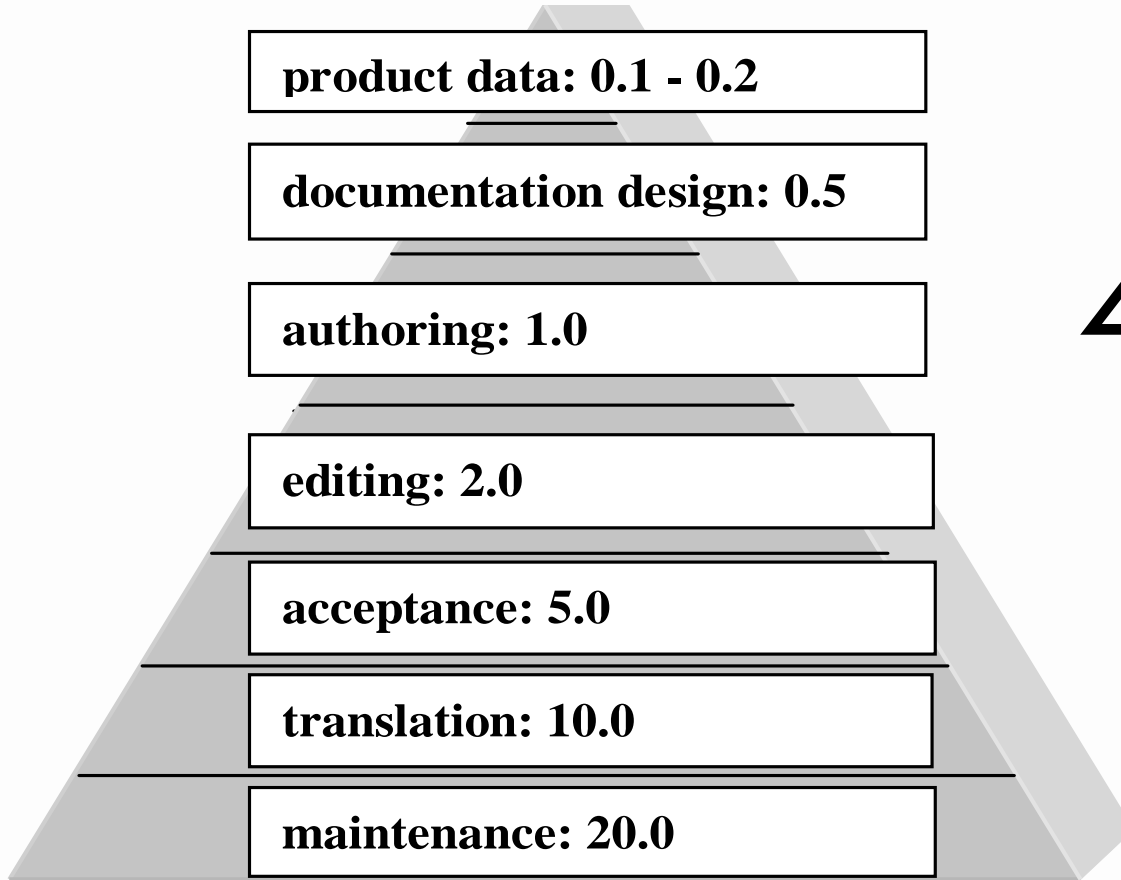 product data: 0.1 - 0.2
documentation design: 0.5
authoring: 1.0
editing: 2.0
acceptance: 5.0
translation: 10.0
maintenance: 20.0